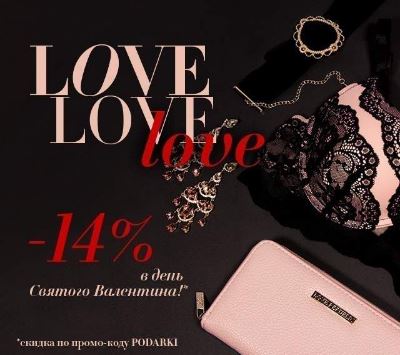 LOVE
LOVE
love
-14%
в день
Святого Валентина!*
*скидка по промо-коду PODARKI